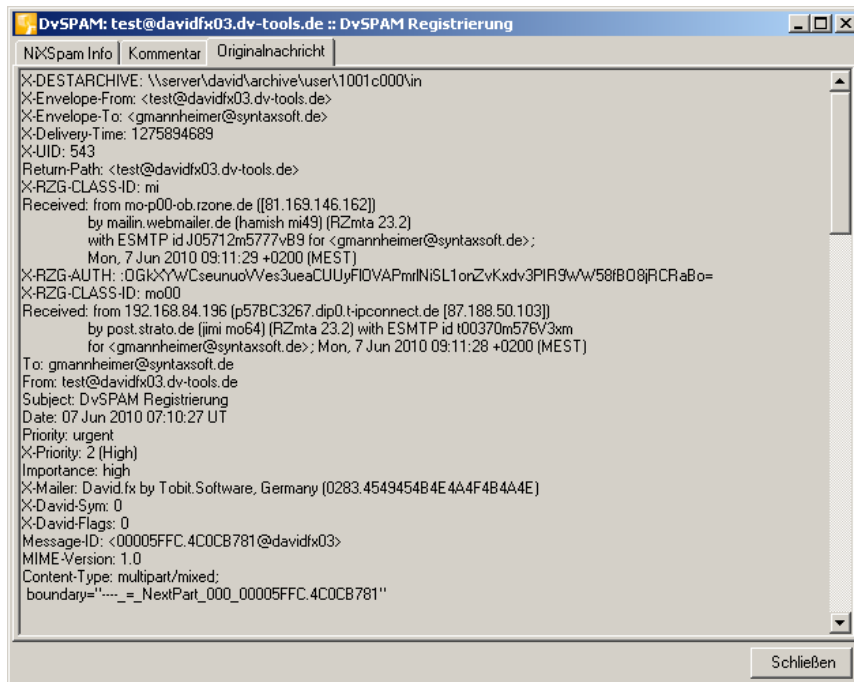 DvSPAM: test@davidfx03.dv-tools.de :: DvSPAM Registrierung
NiXSpam Info Kommentar Originalnachricht
X-DESTARCHIVE: \\server\david\archive\user\1001c000\in
X-Envelope-From: <test@davidfx03.dv-tools.de>
X-Envelope-To: <gmannheimer@syntaxsoft.de>
X-Delivery-Time: 1275894689
X-UID: 543
Return-Path: <test@davidfx03.dv-tools.de>
X-RZG-CLASS-ID: mi
Received: from mo-p00-ob.rzone.de ([81.169.146.162])
by mailin.webmailer.de (hamish mi49) (RZmta 23.2)
with ESMTP id J05712m5777vB9 for <gmannheimer@syntaxsoft.de>;
Mon, 7 Jun 2010 09:11:29 +0200 (MEST)
X-RZG-AUTH: :OGkXYWCseunuoVVes3ueaCUUyFlOVAPmrlNiSL1onZvKxdv3PlR9WW58fBO8jRCRaBo=
X-RZG-CLASS-ID: mo00
Received: from 192.168.84.196 (p57BC3267.dip0.t-ipconnect.de [87.188.50.103])
by post.strato.de (jimi mo64) (RZmta 23.2) with ESMTP id t00370m576V3xm
for <gmannheimer@syntaxsoft.de>; Mon, 7 Jun 2010 09:11:28 +0200 (MEST)
To: gmannheimer@syntaxsoft.de
From: test@davidfx03.dv-tools.de
Subject: DvSPAM Registrierung
Date: 07 Jun 2010 07:10:27 UT
Priority: urgent
X-Priority: 2 (High)
Importance: high
X-Mailer: David.fx by Tobit.Software, Germany (0283.4549454B4E4A4F4B4A4E)
X-David-Sym: 0
X-David-Flags: 0
Message-ID: <00005FFC.4C0CB781@davidfx03>
MIME-Version: 1.0
Content-Type: multipart/mixed;
boundary="----_=_NextPart_000_00005FFC.4C0CB781"
Schließen